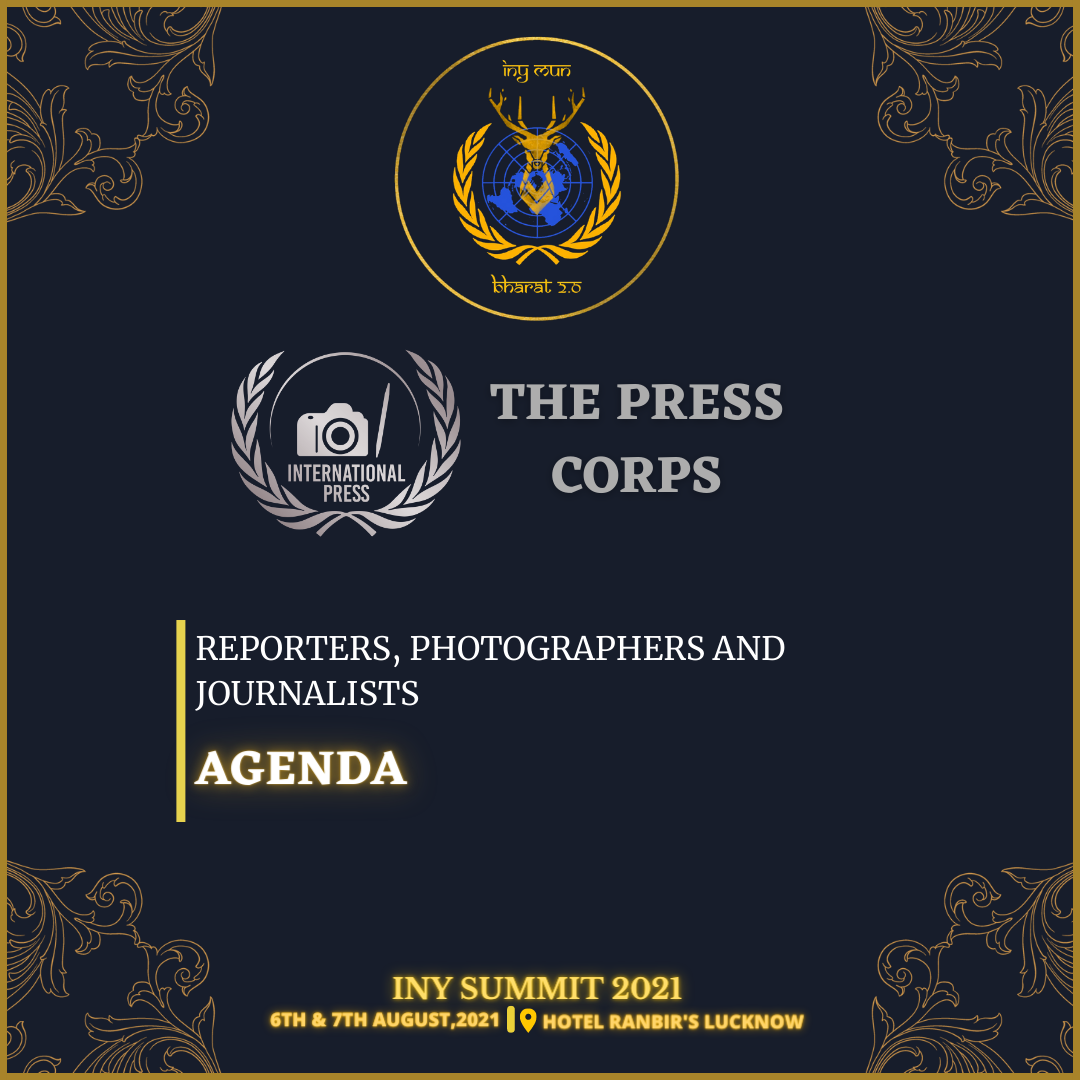 iny mun
bharat 2.0
THE PRESS
CORPS
INTERNATIONAL
PRESS
REPORTERS, PHOTOGRAPHERS AND
JOURNALISTS
AGENDA
INY SUMMIT 2021
6TH & 7TH AUGUST,2021 HOTEL RANBIR'S LUCKNOW